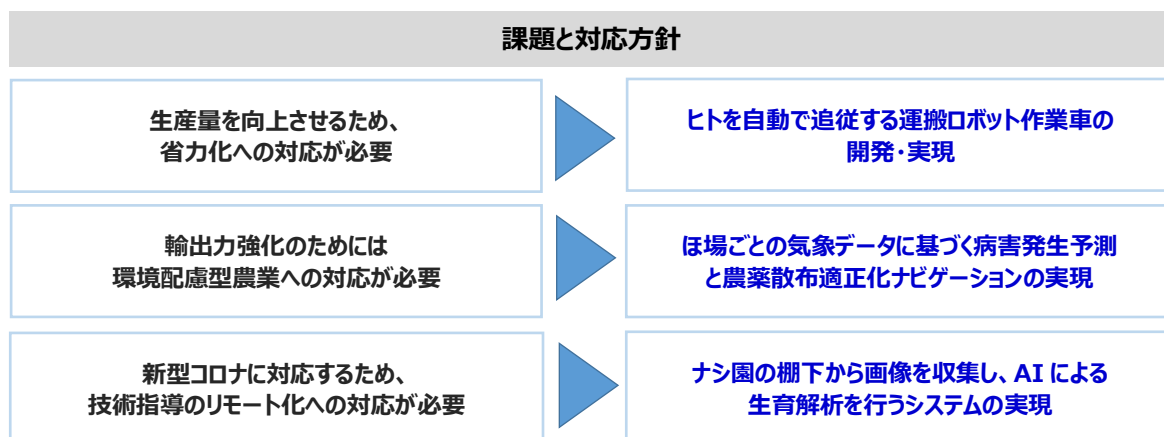 課題と対応方針
生産量を向上させるため、
省力化への対応が必要
ヒトを自動で追従する運搬ロボット作業車の
開発・実現
輸出力強化のためには
環境配慮型農業への対応が必要
ほ場ごとの気象データに基づく病害発生予測
と農薬散布適正化ナビゲーションの実現
新型コロナに対応するため、
技術指導のリモート化への対応が必要
ナシ園の棚下から画像を収集し、AI による
生育解析を行うシステムの実現